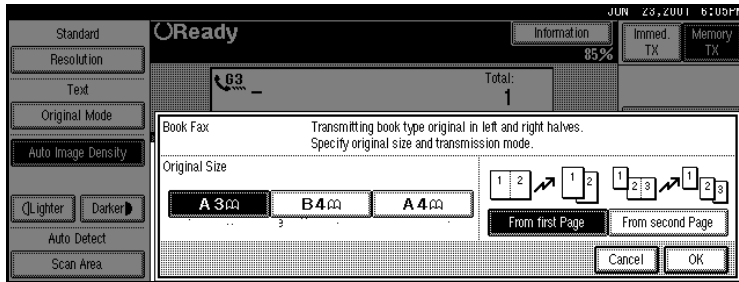 JUN 23,2001 6:05PM
Standard
Resolution
Text
Original Mode
Auto Image Density
Lighter Darker
Auto Detect
Scan Area
Ready
Information
85%
Immed. TX
Memory TX
G3
Total:
1
Book Fax
Transmitting book type original in left and right halves.
Specify original size and transmission mode.
Original Size
A3 B4 A4
1 2 1 2
1 2 3 1 2 3
From first Page From second Page
Cancel OK